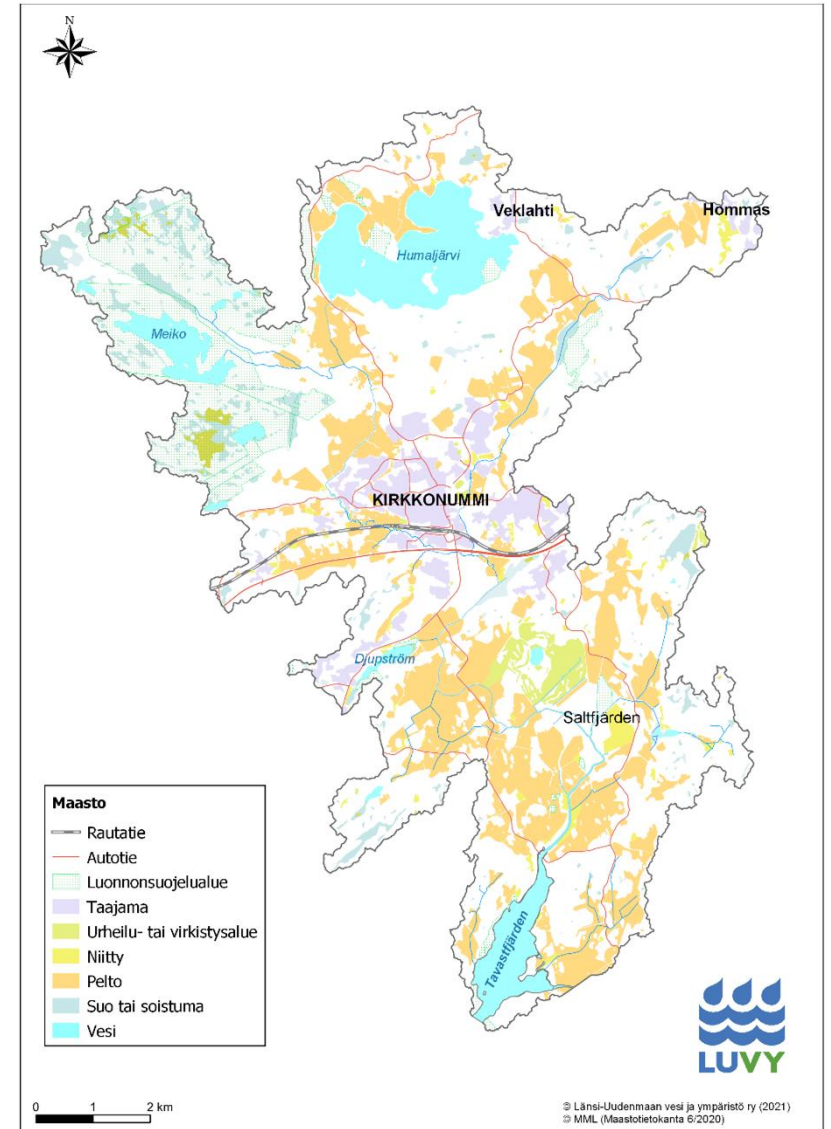 N
Veklahti
Hommas
Humaljärvi
Meiko
KIRKKONUMMI
Djupström
Saltfjärden
Tavastfjärden
Maasto
Rautatie
Autotie
Luonnonsuojelualue
Taajama
Urheilu- tai virkistysalue
Niitty
Pelto
Suo tai soistuma
Vesi
LUVY
0 1 2 km
© Länsi-Uudenmaan vesi ja ympäristö ry (2021)
© MML (Maastotietokanta 6/2020)